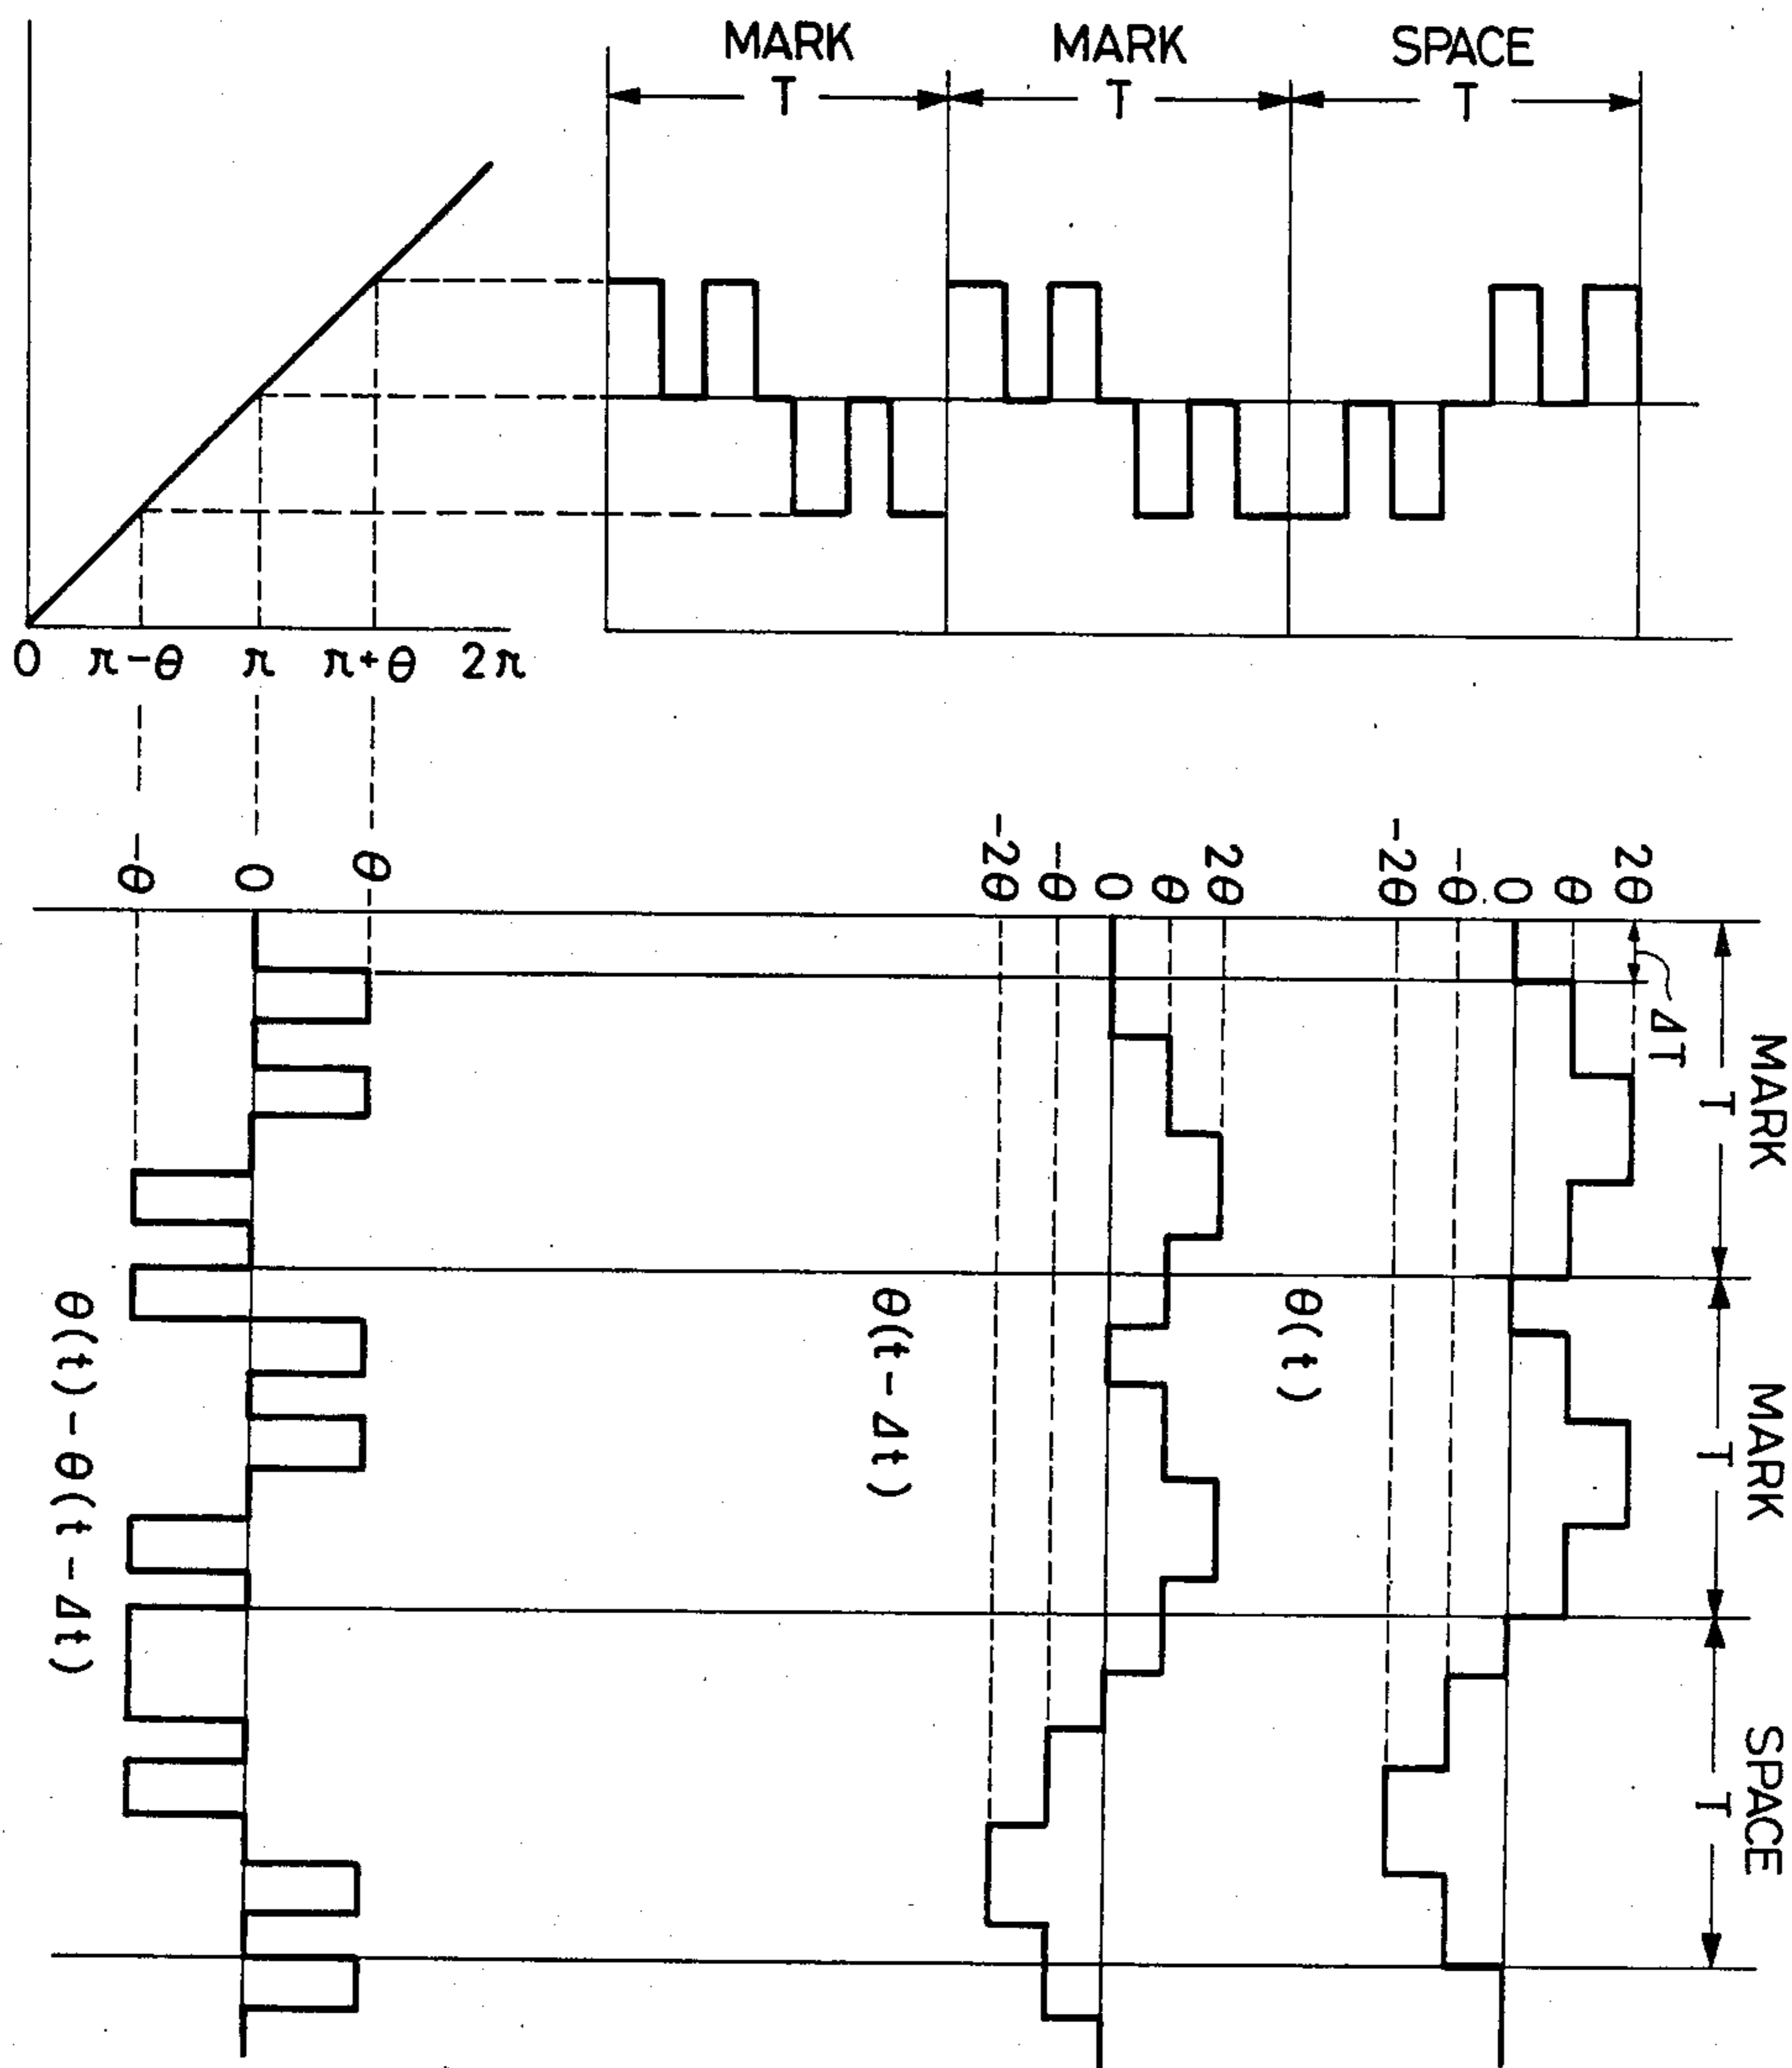 MARK MARK SPACE
T T T
0 π-θ π π+θ 2π
-θ 0 θ
-2θ -θ 0 θ 2θ
-2θ -θ 0 θ 2θ
ΔT
MARK T
MARK T
SPACE T
θ(t)
θ(t-Δt)
θ(t)-θ(t-Δt)